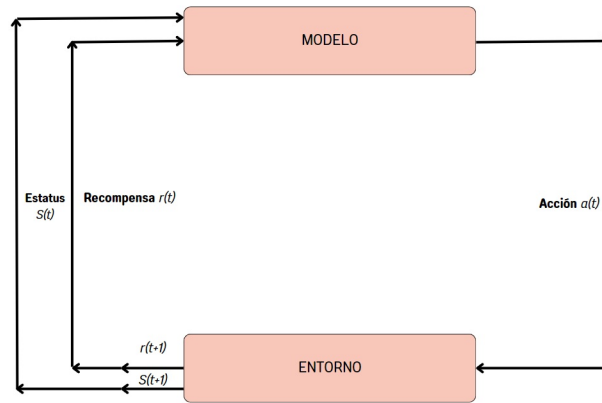 MODELO
Estatus
S(t)
Recompensa r(t)
Acción a(t)
r(t+1)
S(t+1)
ENTORNO